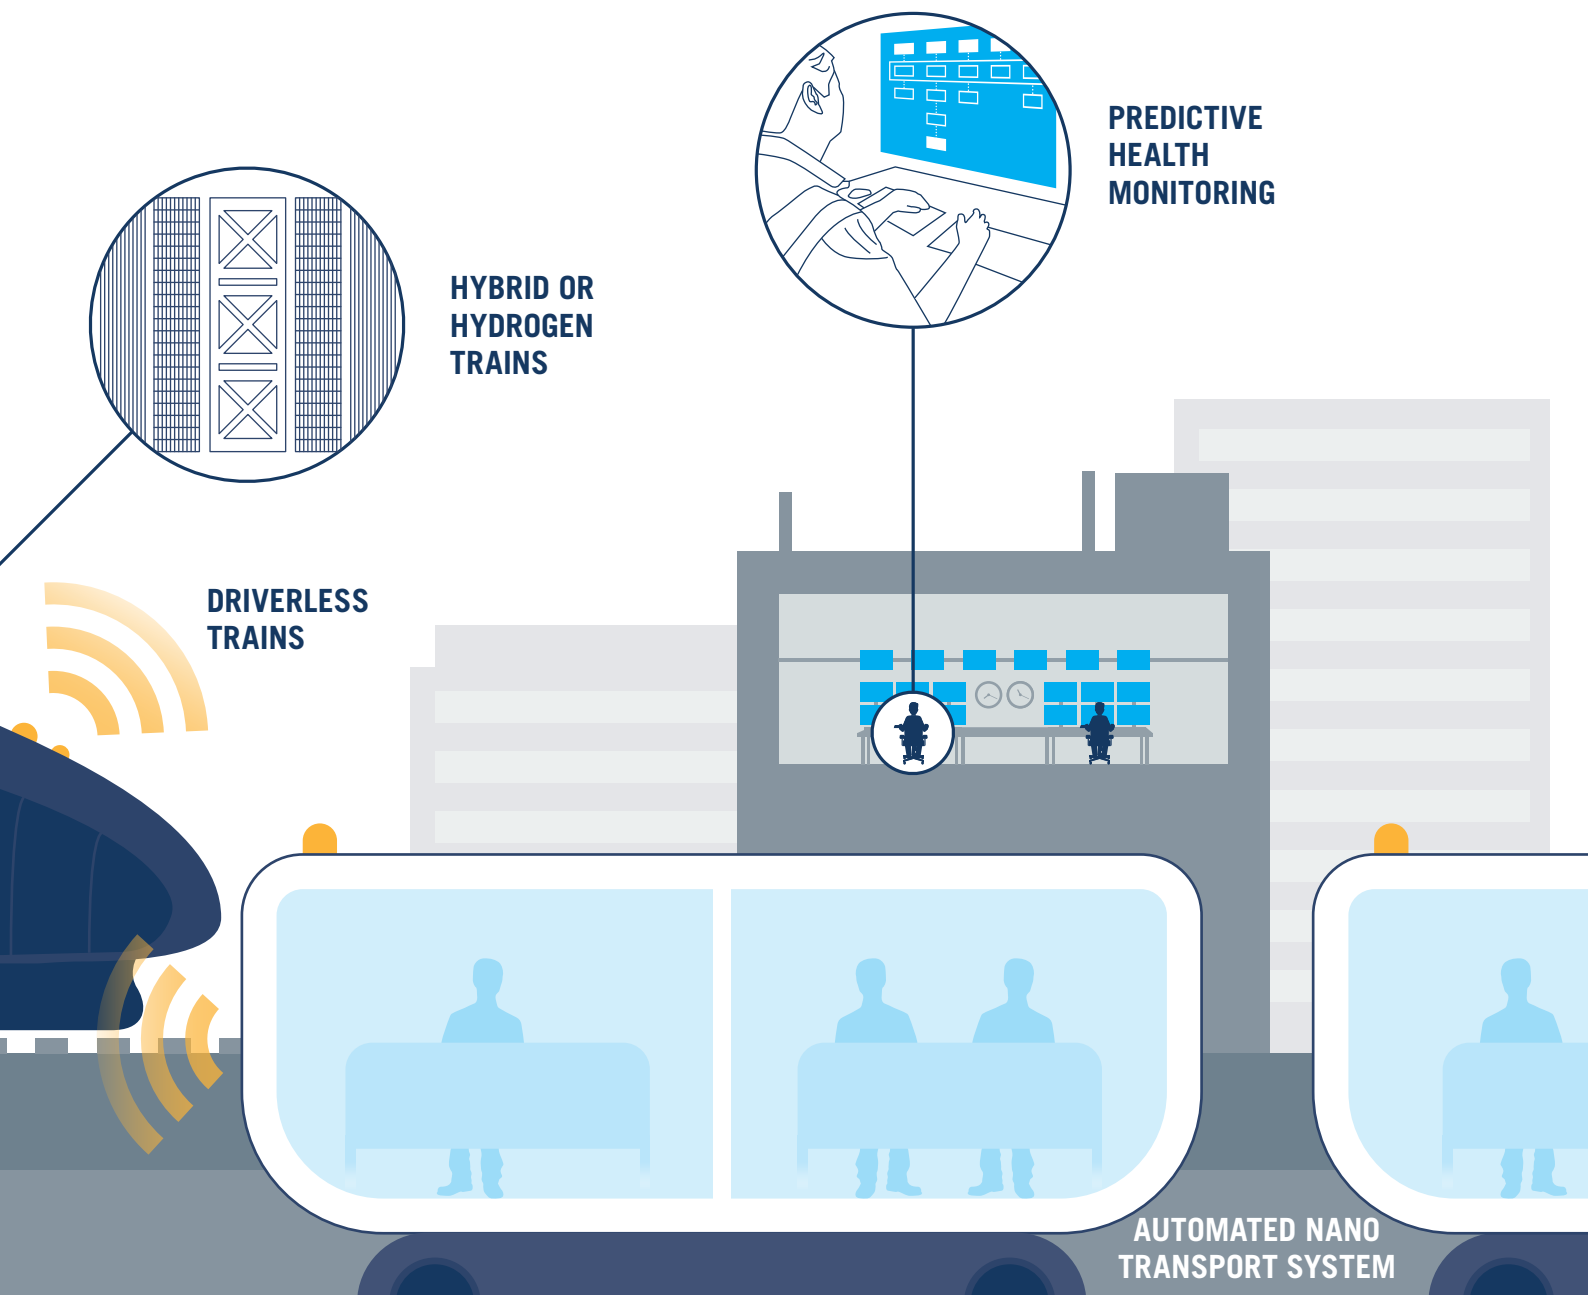 PREDICTIVE
HEALTH
MONITORING
HYBRID OR
HYDROGEN
TRAINS
DRIVERLESS
TRAINS
AUTOMATED NANO
TRANSPORT SYSTEM